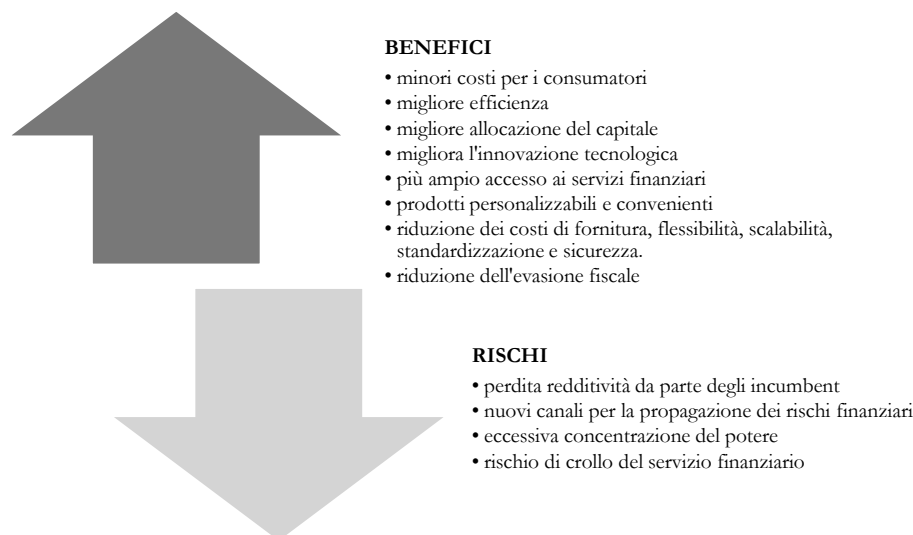 BENEFICI
• minori costi per i consumatori
• migliore efficienza
• migliore allocazione del capitale
• migliora l'innovazione tecnologica
• più ampio accesso ai servizi finanziari
• prodotti personalizzabili e convenienti
• riduzione dei costi di fornitura, flessibilità, scalabilità,
standardizzazione e sicurezza.
• riduzione dell'evasione fiscale
RISCHI
• perdita redditività da parte degli incumbent
• nuovi canali per la propagazione dei rischi finanziari
• eccessiva concentrazione del potere
• rischio di crollo del servizio finanziario